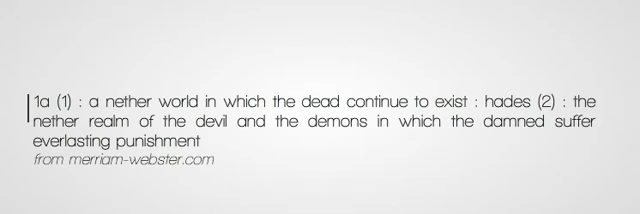 1a (1) : a nether world in which the dead continue to exist : hades (2) : the
nether realm of the devil and the demons in which the damned suffer
everlasting punishment
from merriam-webster.com